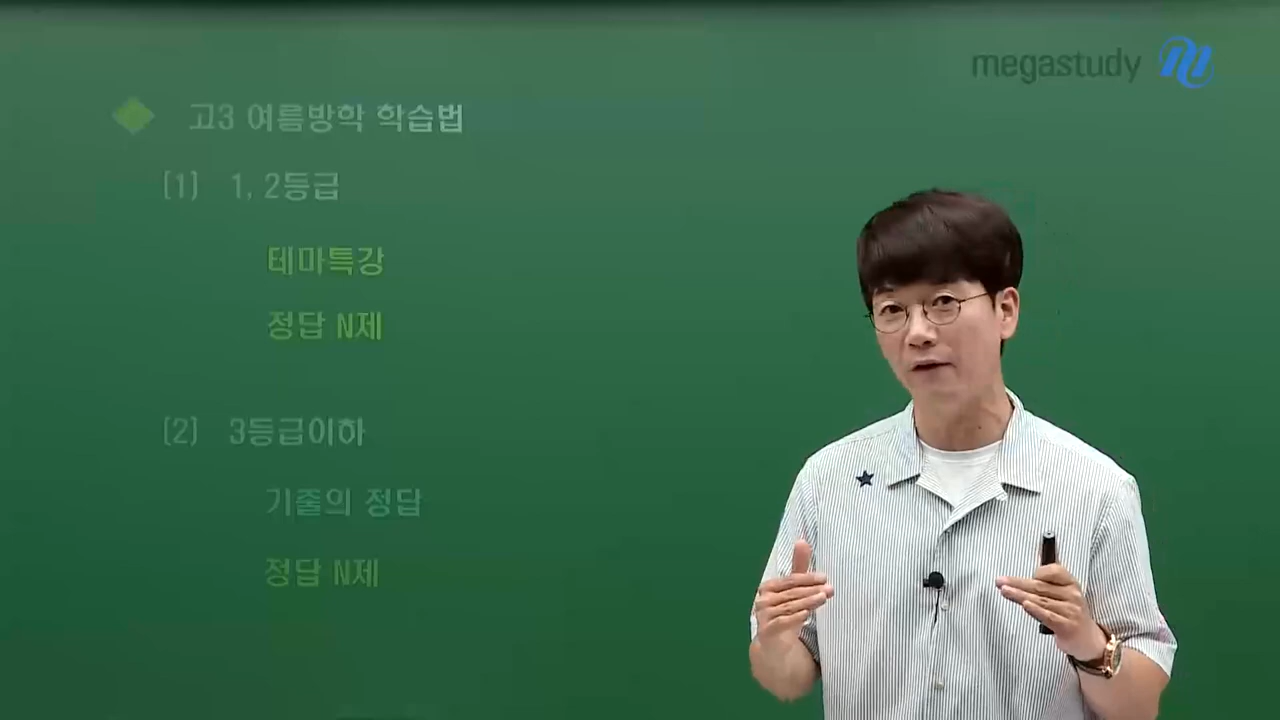 megastudy
고3 여름방학 학습법
(1) 1, 2등급
테마특강
정답 N제
(2) 3등급이하
기출의 정답
정답 N제